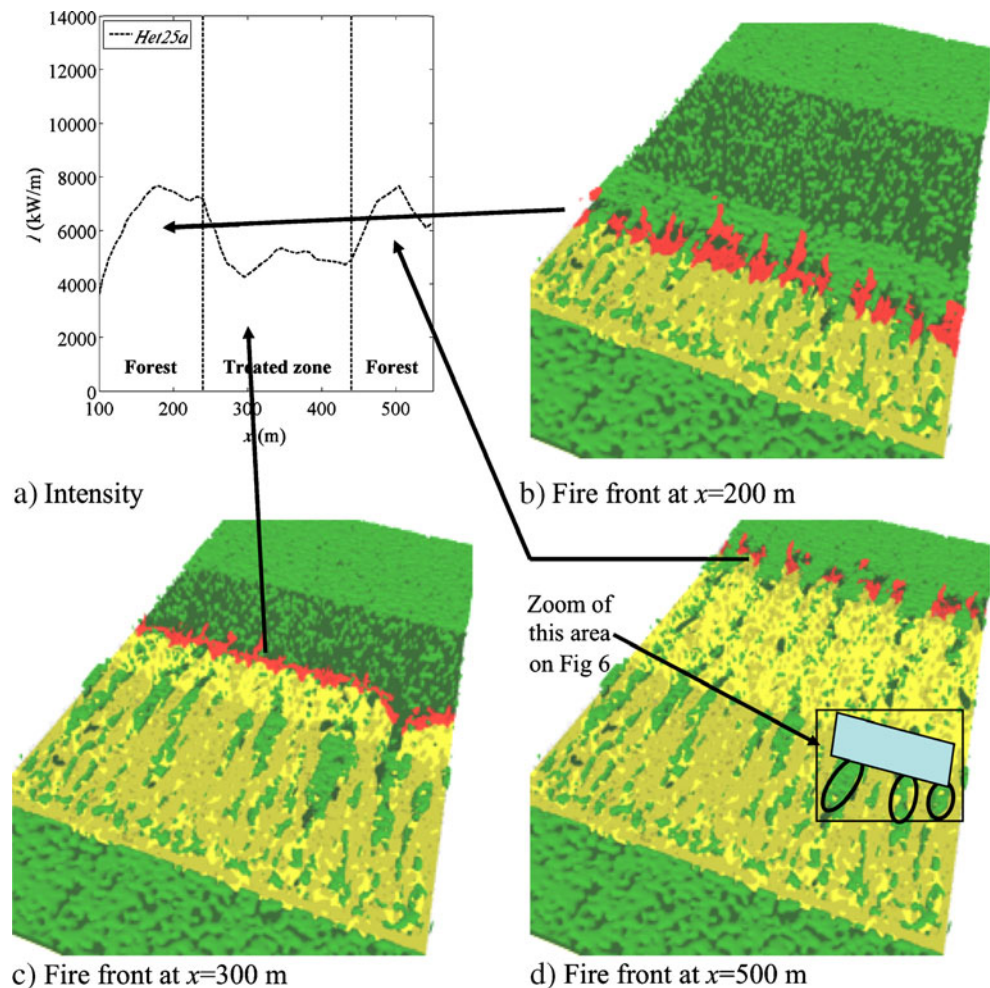 14000
Het25a
12000
10000
8000
6000
4000
2000
0
I (kW/m)
Forest
Treated zone
Forest
100
200
300
400
500
x (m)
a) Intensity
b) Fire front at x=200 m
Zoom of
this area
on Fig 6
c) Fire front at x=300 m
d) Fire front at x=500 m